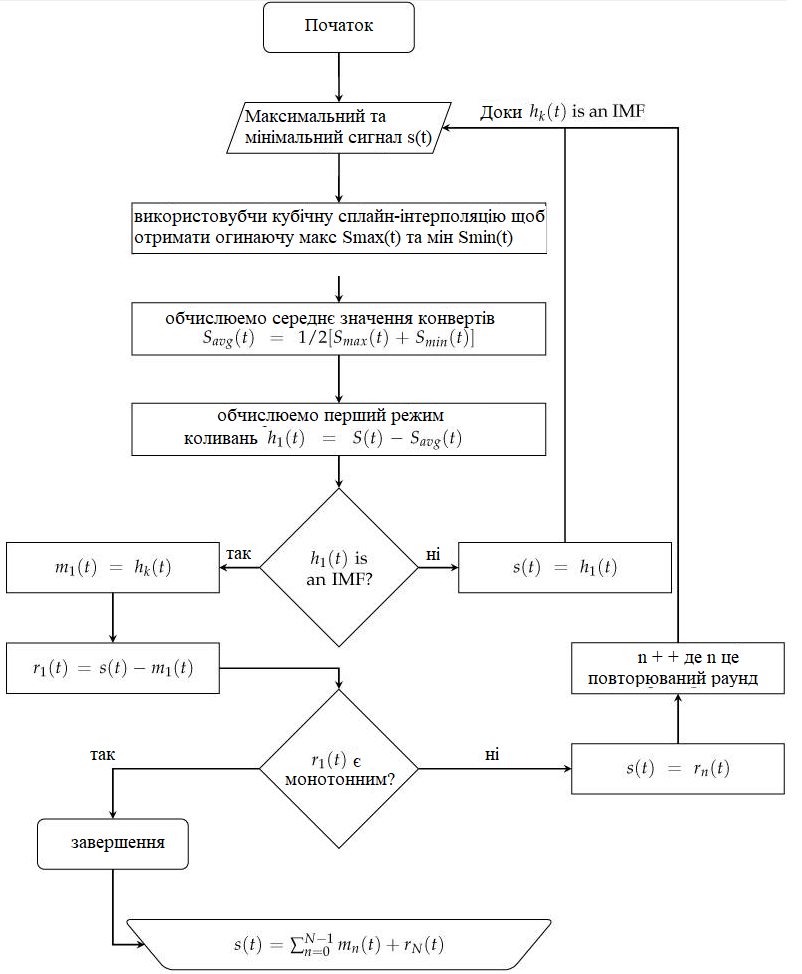 Початок
Максимальний та
мінімальний сигнал s(t)
Доки h_k(t) is an IMF
використовубчи кубічну сплайн-інтерполяцію щоб
отримати огинаючу макс Smax(t) та мін Smin(t)
обчислюемо середнє значення конвертів
S_{avg}(t) = 1/2[S_{max}(t) + S_{min}(t)]
обчислюемо перший режим
коливань h_1(t) = S(t) − S_{avg}(t)
так
h_1(t) is
an IMF?
ні
m_1(t) = h_k(t)
s(t) = h_1(t)
r_1(t) = s(t) − m_1(t)
n + + де n це
повторюваний раунд
так
r_1(t) є
монотонним?
ні
s(t) = r_n(t)
завершення
s(t) = ∑_{n=0}^{N−1} m_n(t) + r_N(t)